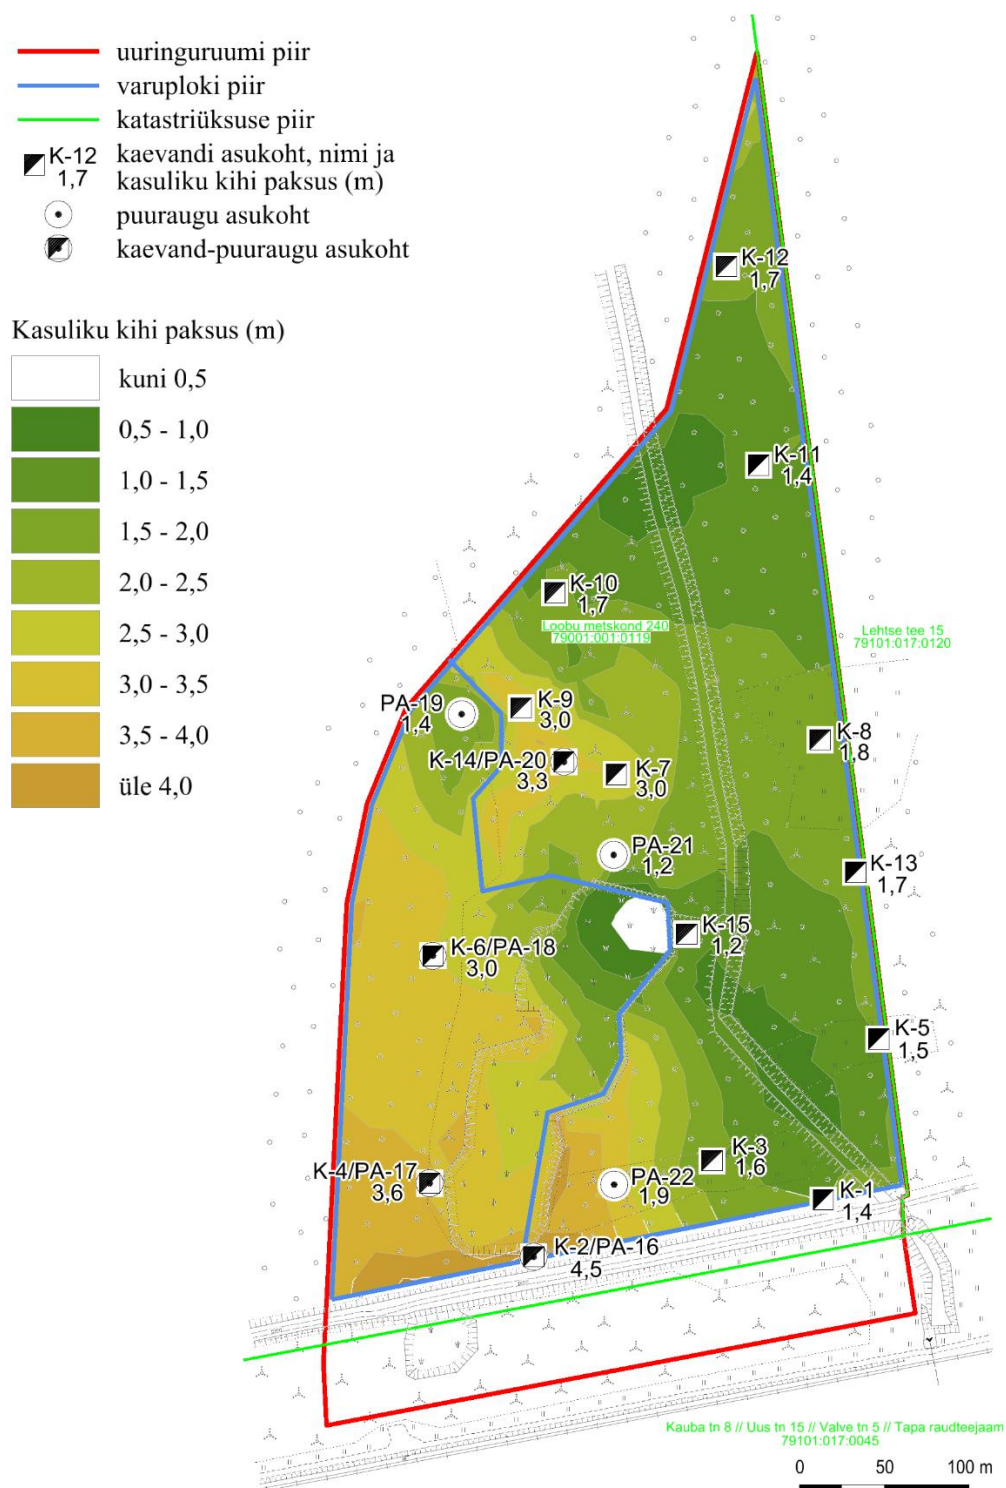 uuringuruumi piir
varuploki piir
katastriüksuse piir
K-12
1,7
kaevandi asukoht, nimi ja
kasuliku kihi paksus (m)
puuraugu asukoht
kaevand-puuraugu asukoht
Kasuliku kihi paksus (m)
kuni 0,5
0,5 - 1,0
1,0 - 1,5
1,5 - 2,0
2,0 - 2,5
2,5 - 3,0
3,0 - 3,5
3,5 - 4,0
üle 4,0
K-12
1,7
K-11
1,4
K-10
1,7
Loobu metskond 240
79001:001:0119
Lehtse tee 15
79101:017:0120
PA-19
1,4
K-9
3,0
K-14/PA-20
3,3
K-7
3,0
K-8
1,8
PA-21
1,2
K-13
1,7
K-15
1,2
K-6/PA-18
3,0
K-5
1,5
K-3
1,6
K-4/PA-17
3,6
PA-22
1,9
K-1
1,4
K-2/PA-16
4,5
Kauba tn 8 // Uus tn 15 // Valve tn 5 // Tapa raudteejaam
79101:017:0045
0 50 100 m